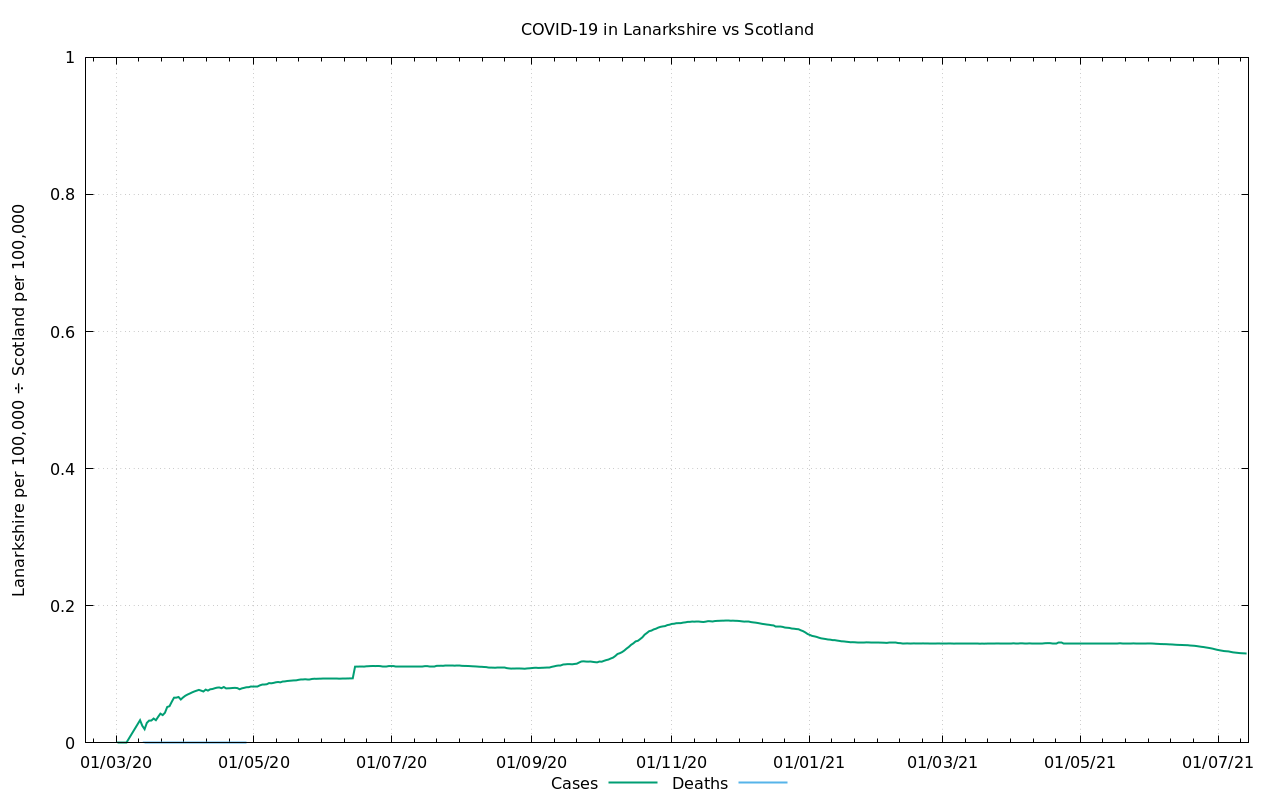 COVID-19 in Lanarkshire vs Scotland
Lanarkshire per 100,000 ÷ Scotland per 100,000
1
0.8
0.6
0.4
0.2
0
01/03/20 01/05/20 01/07/20 01/09/20 01/11/20 01/01/21 01/03/21 01/05/21 01/07/21
Cases Deaths